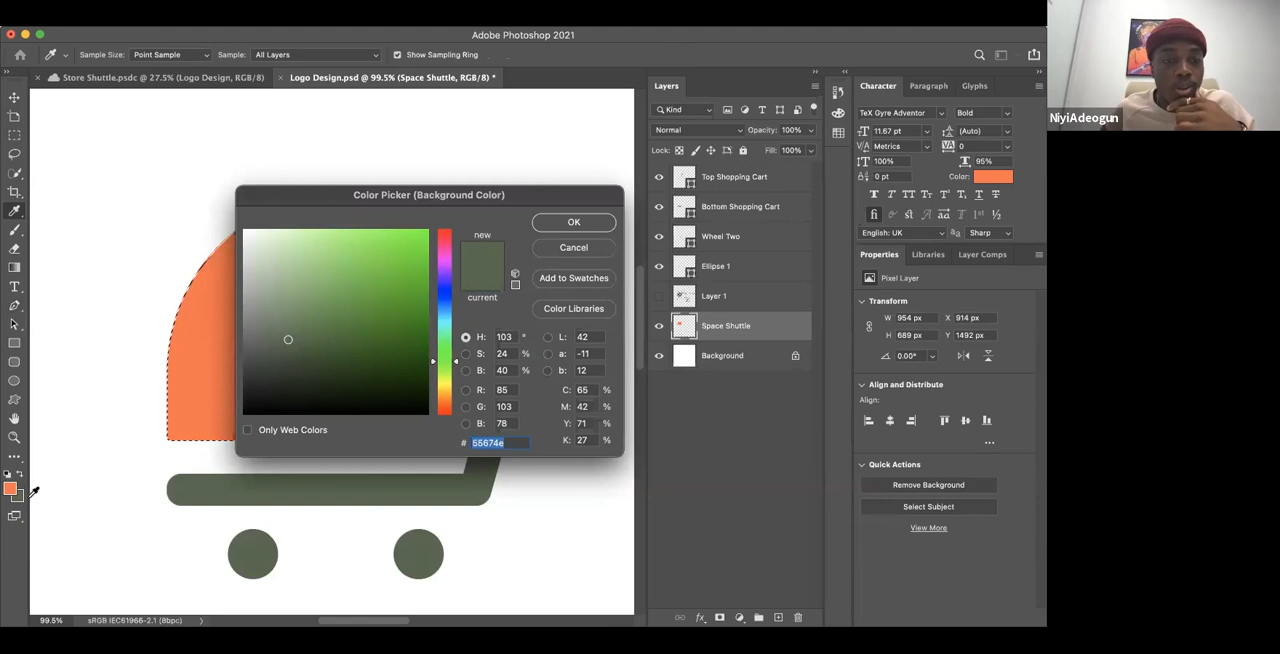 Adobe Photoshop 2021
Sample Size: Point Sample Sample: All Layers Show Sampling Ring
Store Shuttle.psdc @ 27.5% (Logo Design, RGB/8)
Logo Design.psd @ 99.5% (Space Shuttle, RGB/8) *
Color Picker (Background Color)
new
current
OK
Cancel
Add to Swatches
Color Libraries
H: 103 °
S: 24 %
B: 40 %
R: 85
G: 103
B: 78
L: 42
a: -11
b: 12
C: 65 %
M: 42 %
Y: 71 %
K: 27 %
# 55674e
Only Web Colors
99.5% sRGB IEC61966-2.1 (8bpc)
Layers
Kind
Normal Opacity: 100%
Lock: Fill: 100%
Top Shopping Cart
Bottom Shopping Cart
Wheel Two
Ellipse 1
Layer 1
Space Shuttle
Background
fx
Character Paragraph Glyphs
TeX Gyre Adventor Bold
11.67 pt (Auto)
Metrics 0
100% 95%
0 pt Color:
English: UK Sharp
Properties Libraries Layer Comps
Pixel Layer
Transform
W 954 px X 914 px
H 689 px Y 1492 px
0.00°
Align and Distribute
Align:
Quick Actions
Remove Background
Select Subject
View More
NiyiAdeogun